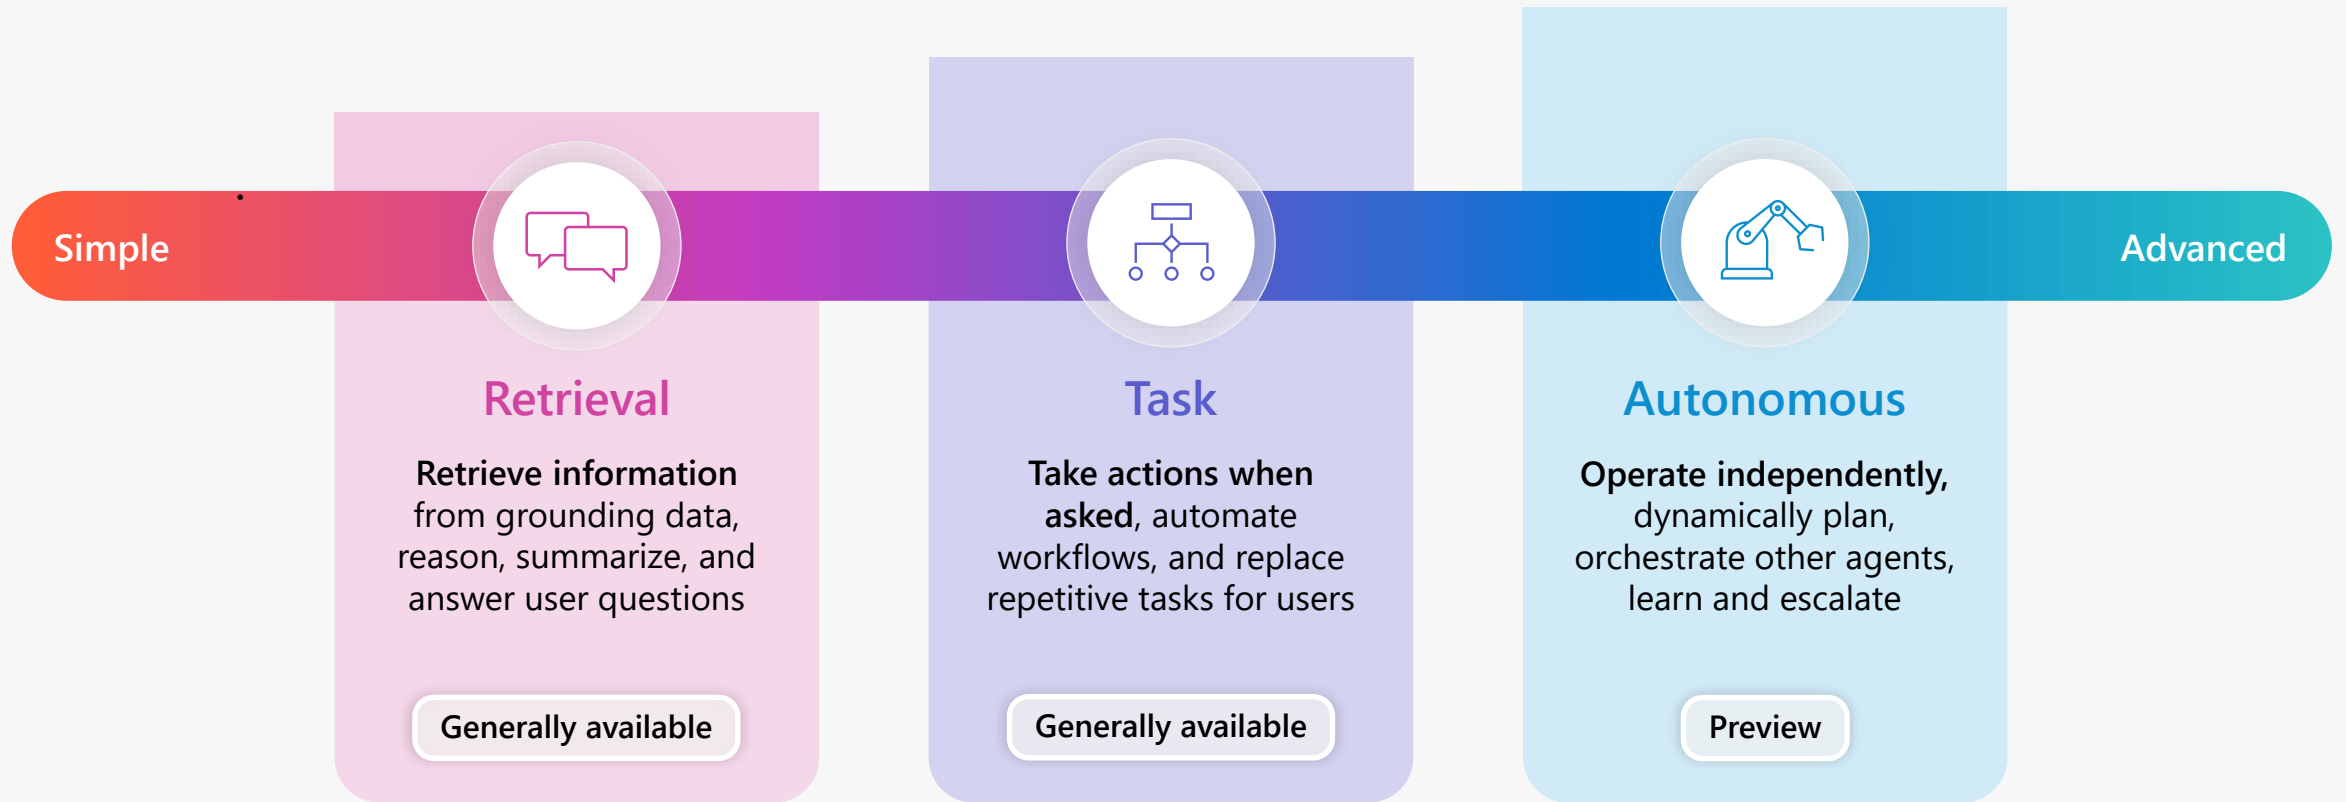 Simple
Advanced
Retrieval
Retrieve information
from grounding data,
reason, summarize, and
answer user questions
Generally available
Task
Take actions when
asked, automate
workflows, and replace
repetitive tasks for users
Generally available
Autonomous
Operate independently,
dynamically plan,
orchestrate other agents,
learn and escalate
Preview